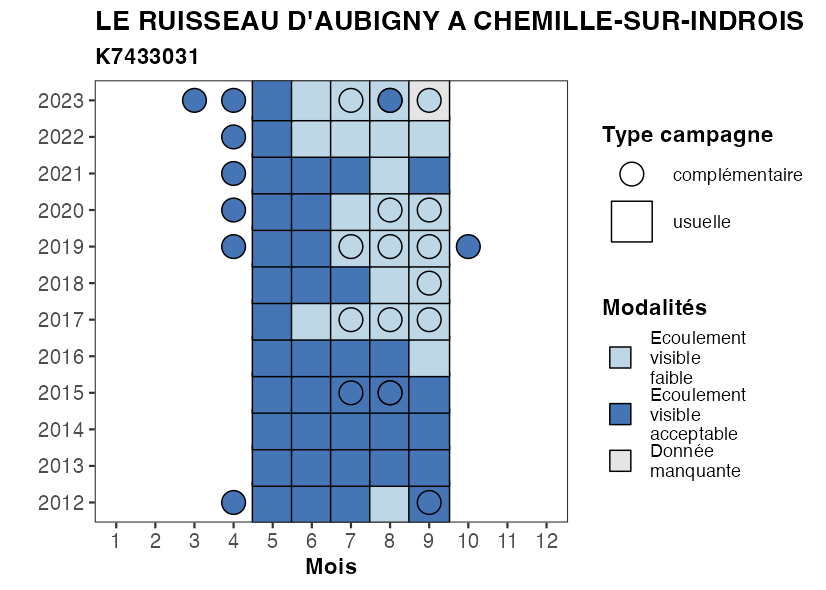 LE RUISSEAU D'AUBIGNY A CHEMILLE-SUR-INDROIS
K7433031
2023
2022
2021
2020
2019
2018
2017
2016
2015
2014
2013
2012
1 2 3 4 5 6 7 8 9 10 11 12
Mois
Type campagne
complémentaire
usuelle
Modalités
Ecoulement
visible
faible
Ecoulement
visible
acceptable
Donnée
manquante